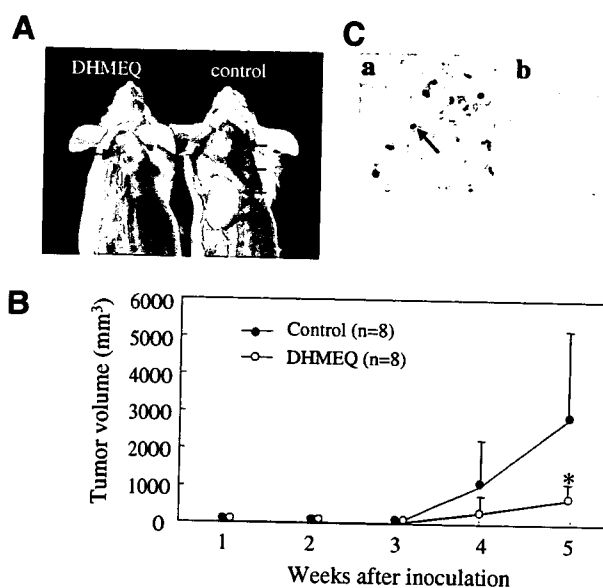 A
DHMEQ
control
C
a
b
B
Tumor volume (mm³)
6000
5000
4000
3000
2000
1000
0
Control (n=8)
DHMEQ (n=8)
*
1 2 3 4 5
Weeks after inoculation